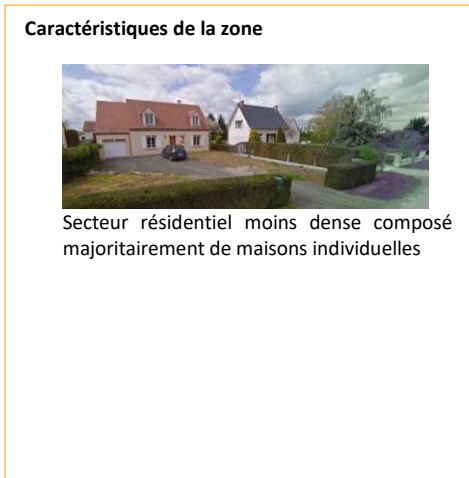 Caractéristiques de la zone
Secteur résidentiel moins dense composé
majoritairement de maisons individuelles